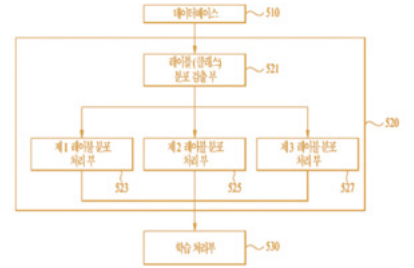 데이터베이스
510
레이블(클래스)
분포 검출 부
521
520
제1 레이블 분포
처리 부
제2 레이블 분포
처리 부
제3 레이블 분포
처리 부
523
525
527
학습 처리부
530